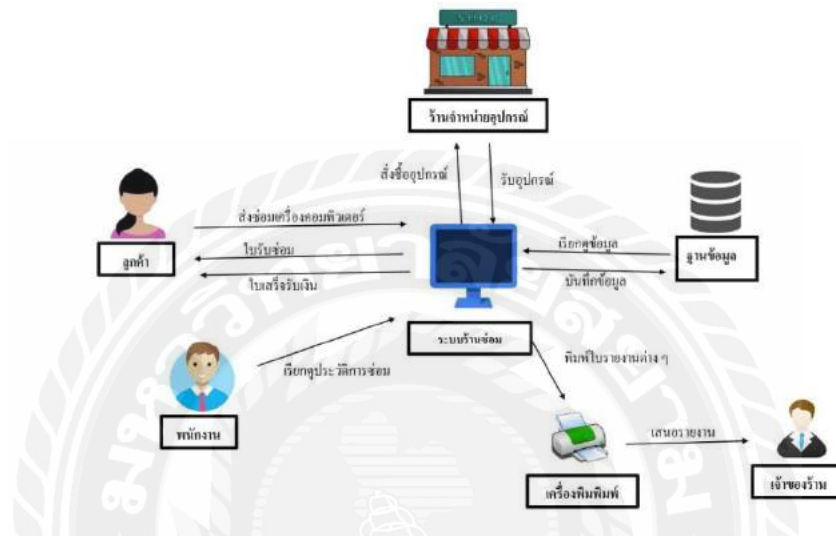 ร้านจำหน่ายอุปกรณ์
สั่งซื้ออุปกรณ์
รับอุปกรณ์
ส่งซ่อมเครื่องคอมพิวเตอร์
ใบรับซ่อม
ใบเสร็จรับเงิน
ลูกค้า
เรียกดูข้อมูล
บันทึกข้อมูล
ฐานข้อมูล
ระบบร้านซ่อม
เรียกดูประวัติการซ่อม
พนักงาน
พิมพ์ใบรายงานต่าง ๆ
เครื่องพิมพิมพ์
เสนอรายงาน
เจ้าของร้าน